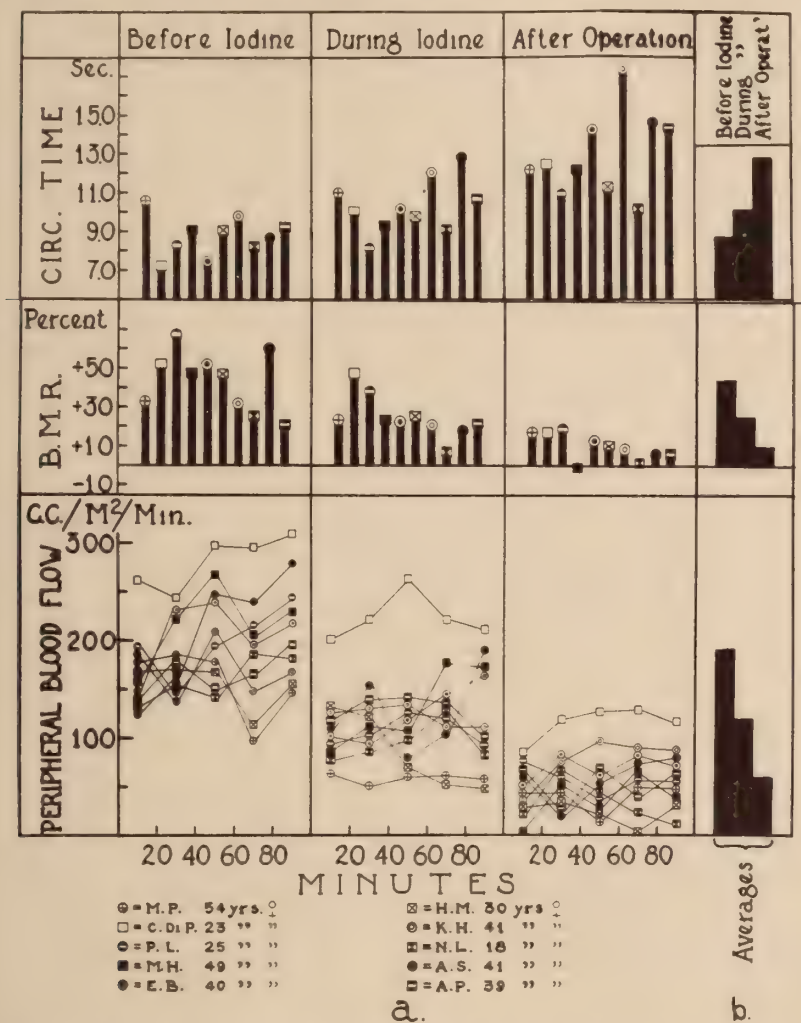 Before Iodine During Iodine After Operation
Before Iodine
During "
After Operat'
Sec.
15.0
13.0
11.0
9.0
7.0
CIRC. TIME
Percent
+50
+30
+10
-10
B.M.R.
C.C./M²/Min.
300
200
100
PERIPHERAL BLOOD FLOW
20 40 60 80 20 40 60 80 20 40 60 80
MINUTES
= M.P. 54 yrs. ♀
= C. Di P. 23 " "
= P. L. 25 " "
= M.H. 49 " "
= E.B. 40 " "
= H.M. 30 yrs ♀
= K.H. 41 " "
= N.L. 18 " "
= A.S. 41 " "
= A.P. 39 " "
Averages
a.
b.